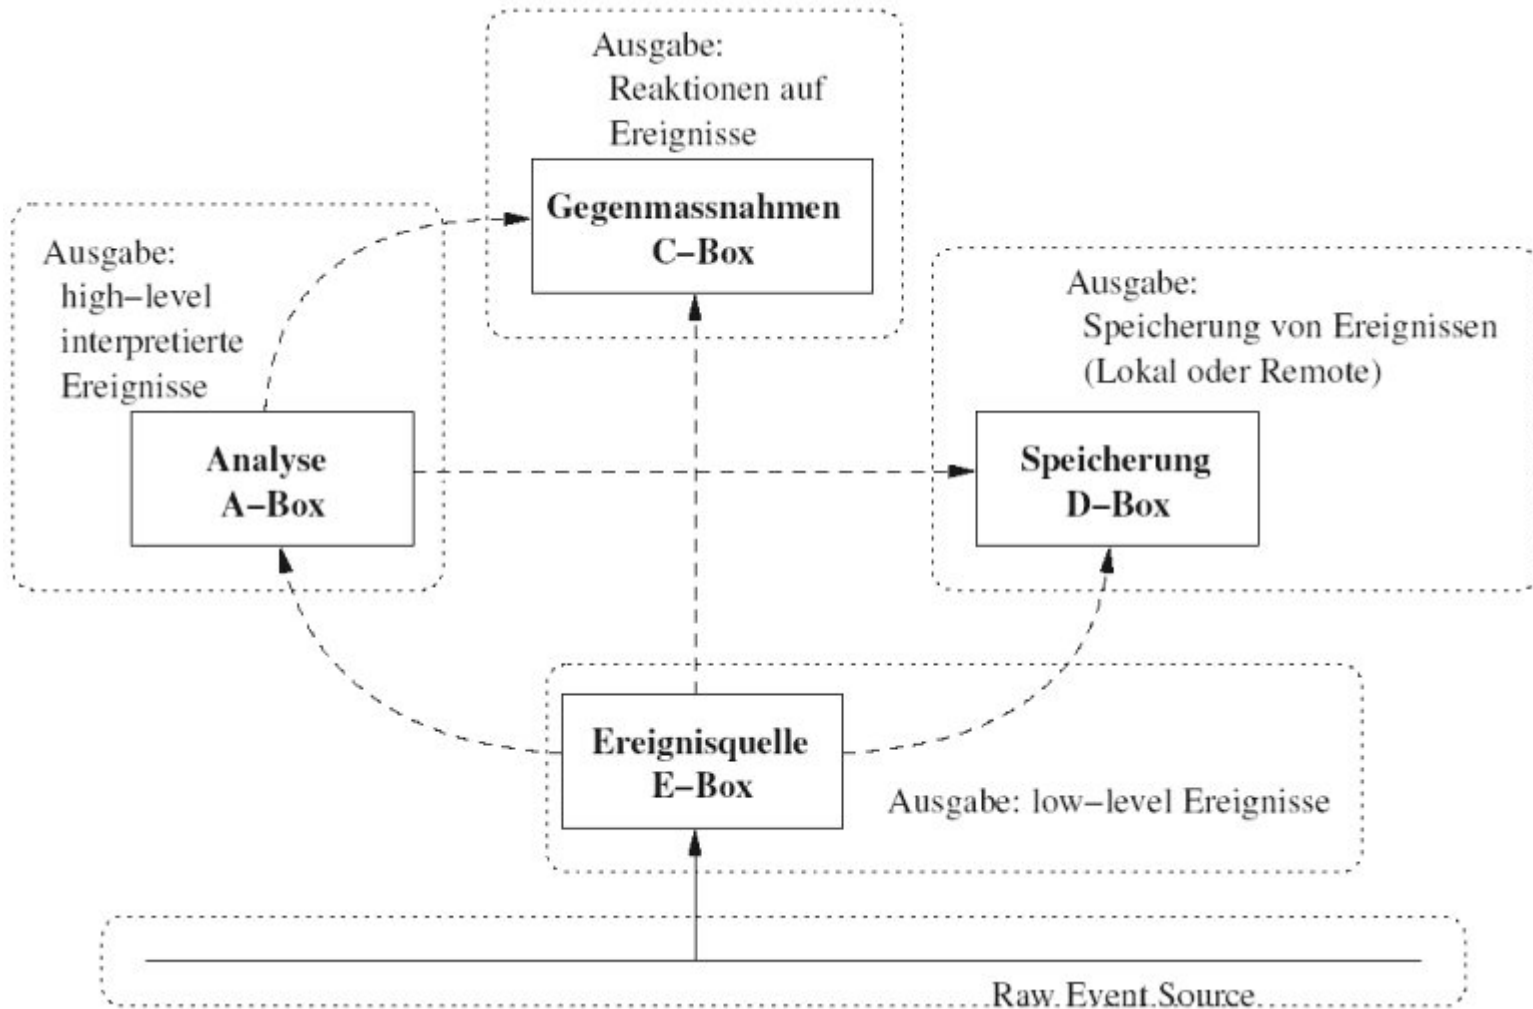 Ausgabe:
Reaktionen auf
Ereignisse
Gegenmassnahmen
C−Box
Ausgabe:
high−level
interpretierte
Ereignisse
Analyse
A−Box
Ausgabe:
Speicherung von Ereignissen
(Lokal oder Remote)
Speicherung
D−Box
Ereignisquelle
E−Box
Ausgabe: low−level Ereignisse
Raw Event Source